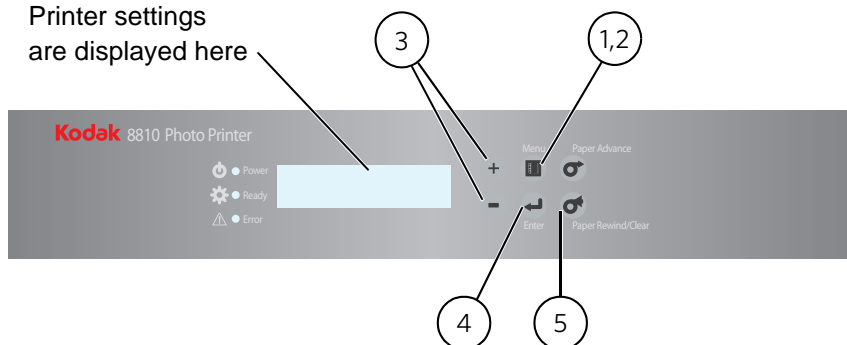 Printer settings
are displayed here
3
1,2
Kodak 8810 Photo Printer
Menu
Paper Advance
Power
+
Ready
-
Error
Enter
Paper Rewind/Clear
4
5